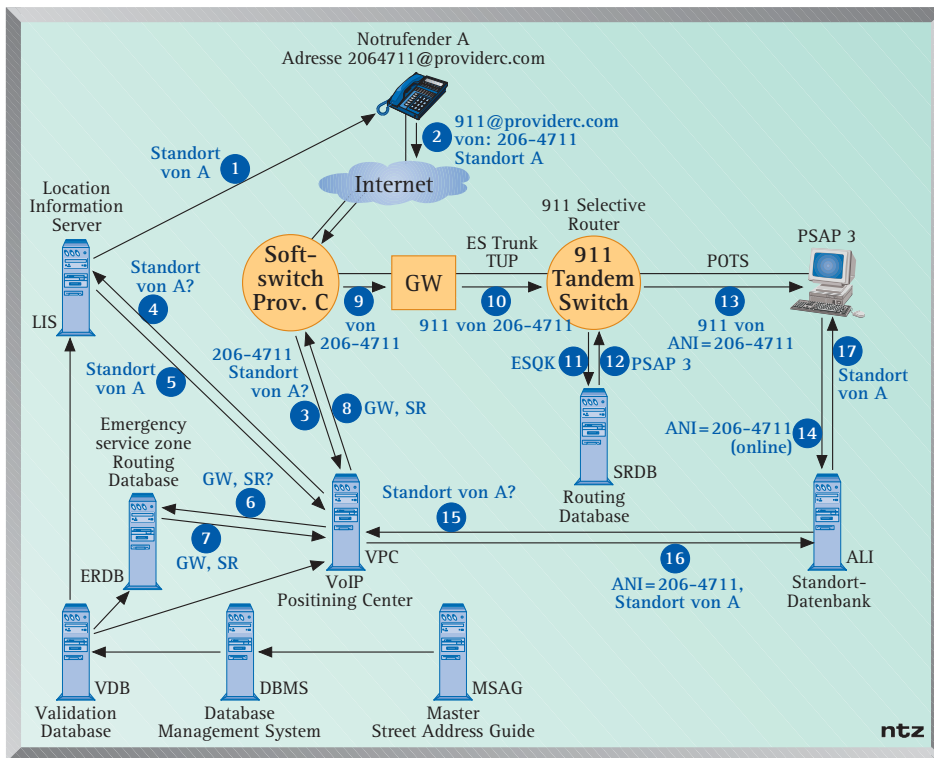 Notrufender A
Adresse 2064711@providerc.com
2
911@providerc.com
von: 206-4711
Standort A
Standort
von A
1
Internet
Location
Information
Server
LIS
911 Selective
Router
Soft-
switch
Prov. C
GW
ES Trunk
TUP
911
Tandem
Switch
POTS
PSAP 3
Standort
von A?
4
9
von
206-4711
10
911 von 206-4711
13
911 von
ANI=206-4711
Standort
von A
5
206-4711
Standort
von A?
3
8
GW, SR
ESQK
11
12
PSAP 3
17
Standort
von A
ANI=206-4711
(online)
14
SRDB
Routing
Database
Emergency
service zone
Routing
Database
GW, SR?
6
7
GW, SR
ERDB
VPC
VoIP
Positining Center
Standort von A?
15
16
ANI=206-4711,
Standort von A
ALI
Standort-
Datenbank
VDB
Validation
Database
DBMS
Database
Management System
MSAG
Master
Street Address Guide
ntz